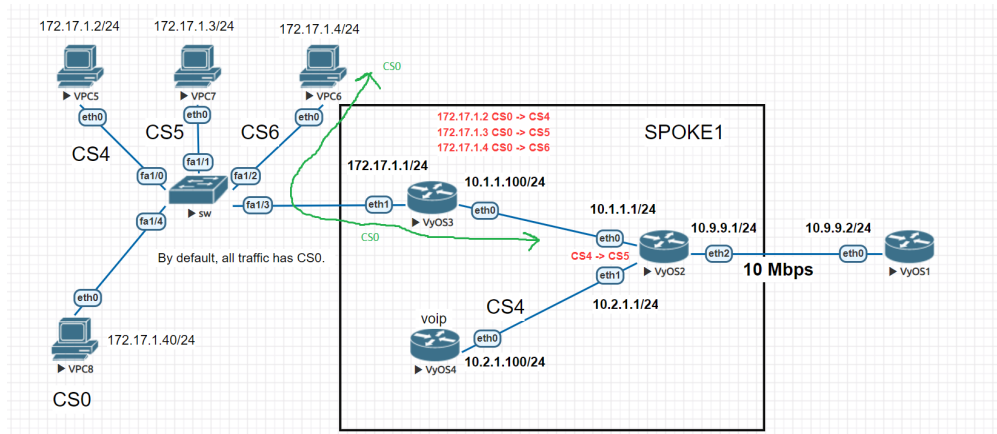 172.17.1.2/24
172.17.1.3/24
172.17.1.4/24
CS0
VPC5
VPC7
VPC6
eth0
eth0
eth0
CS4
CS5
CS6
fa1/0
fa1/1
fa1/2
fa1/3
fa1/4
sw
By default, all traffic has CS0.
eth0
VPC8
172.17.1.40/24
CS0
172.17.1.2 CS0 -> CS4
172.17.1.3 CS0 -> CS5
172.17.1.4 CS0 -> CS6
SPOKE1
172.17.1.1/24
10.1.1.100/24
eth1
eth0
VyOS3
CS0
10.1.1.1/24
eth0
CS4 -> CS5
eth1
10.2.1.1/24
VyOS2
10.9.9.1/24
eth2
10 Mbps
10.9.9.2/24
eth0
VyOS1
CS4
voip
eth0
VyOS4
10.2.1.100/24